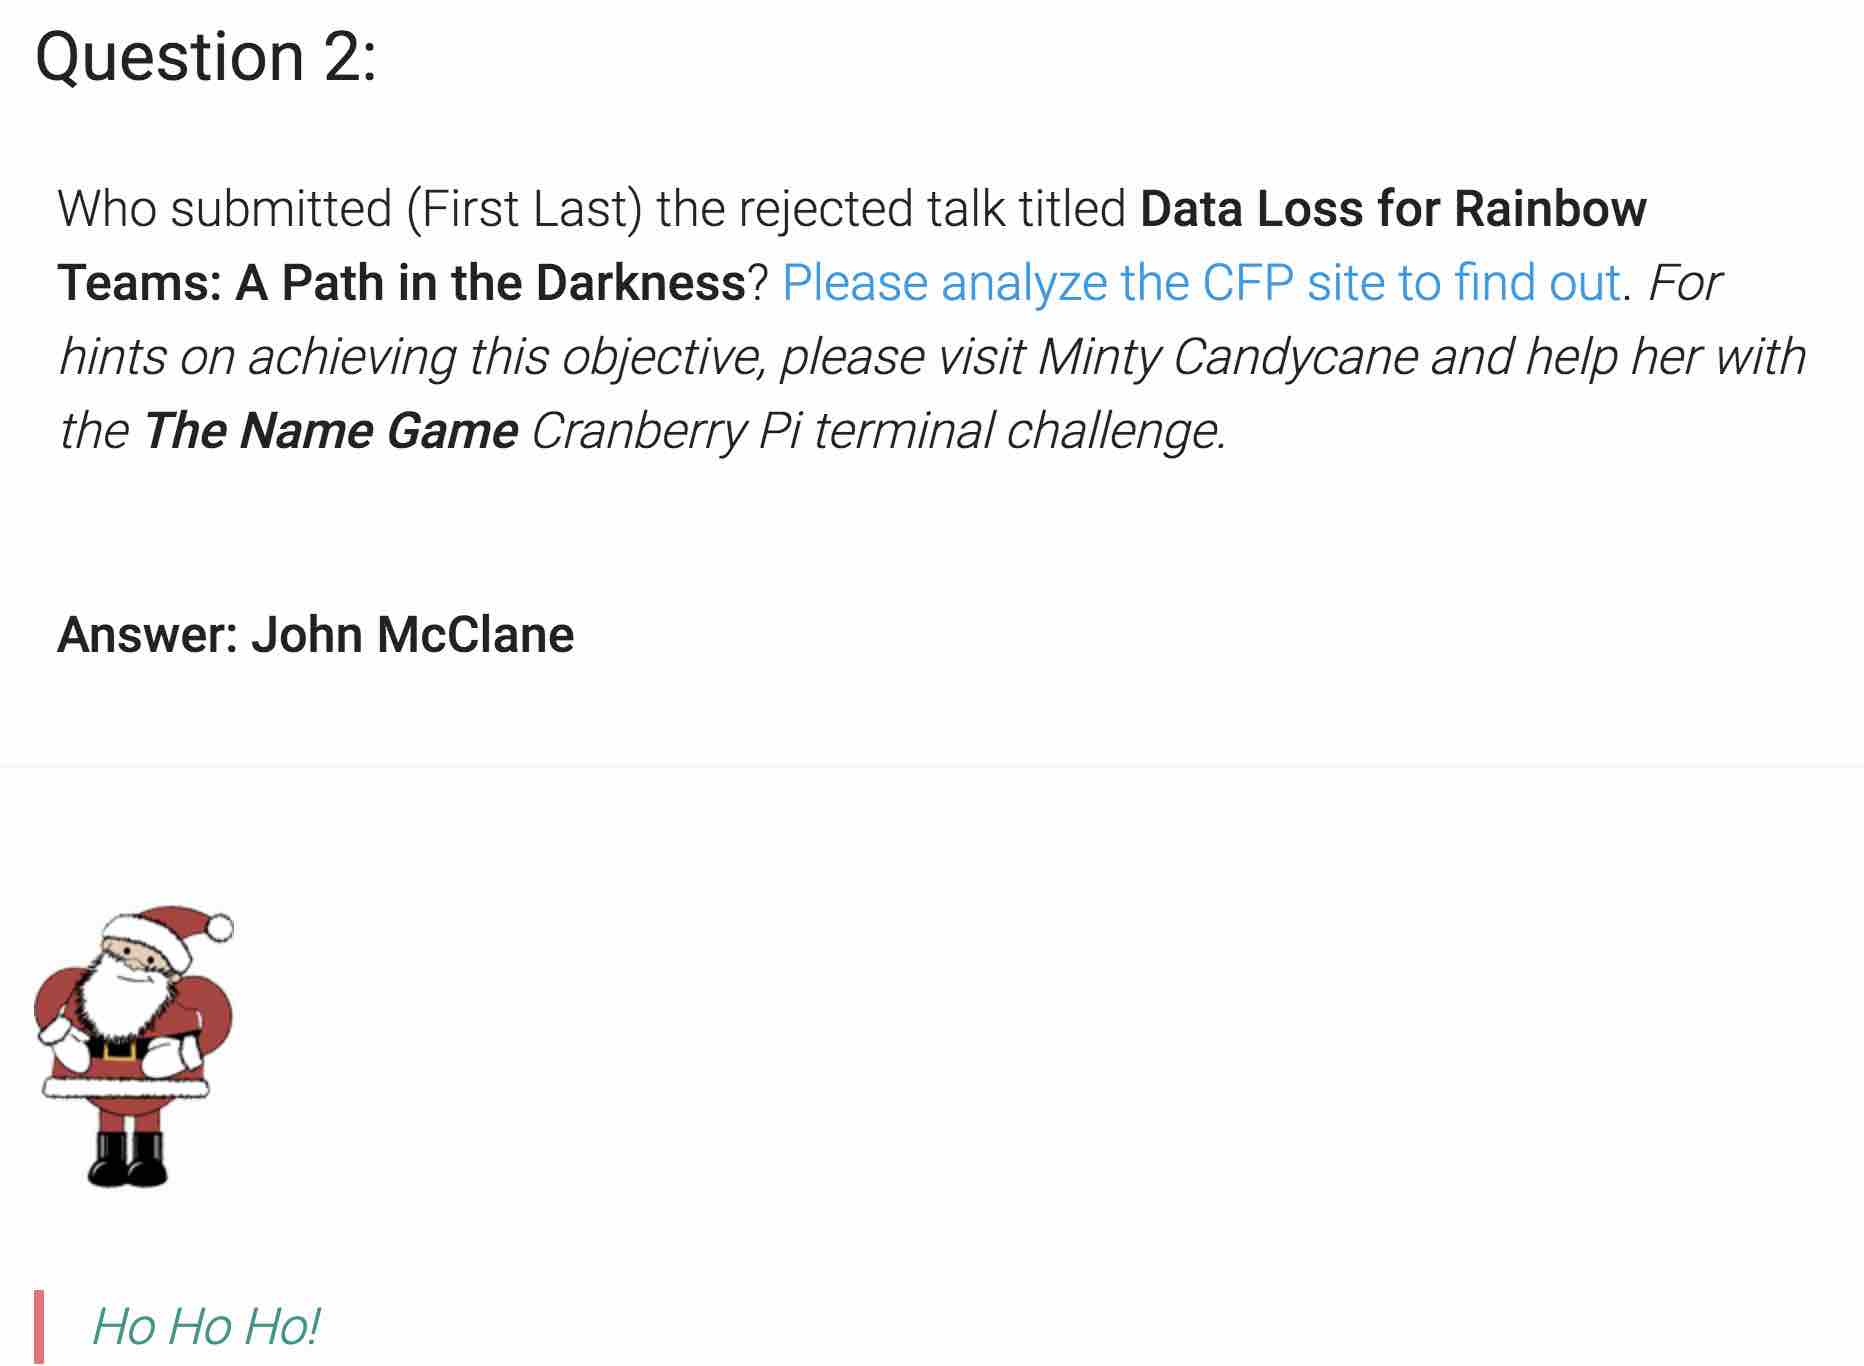 Question 2:
Who submitted (First Last) the rejected talk titled Data Loss for Rainbow
Teams: A Path in the Darkness? Please analyze the CFP site to find out. For
hints on achieving this objective, please visit Minty Candycane and help her with
the The Name Game Cranberry Pi terminal challenge.
Answer: John McClane
Ho Ho Ho!